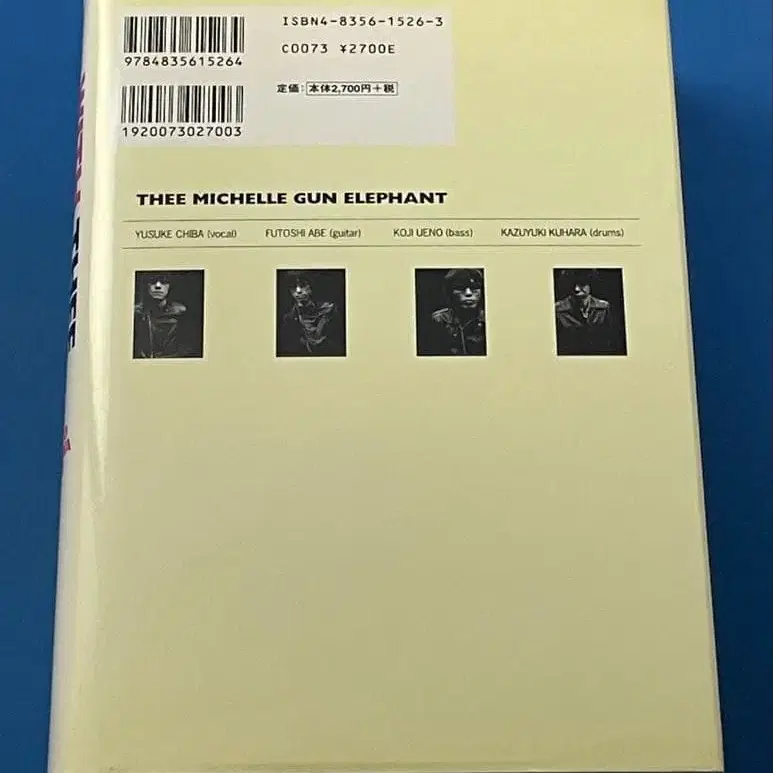 ISBN4-8356-1526-3
9784835615264
C0073 ¥2700E
1920073027003
定価:本体2,700円+税
THEE MICHELLE GUN ELEPHANT
YUSUKE CHIBA (vocal) FUTOSHI ABE (guitar) KOJI UENO (bass) KAZUYUKI KUHARA (drums)
THEE